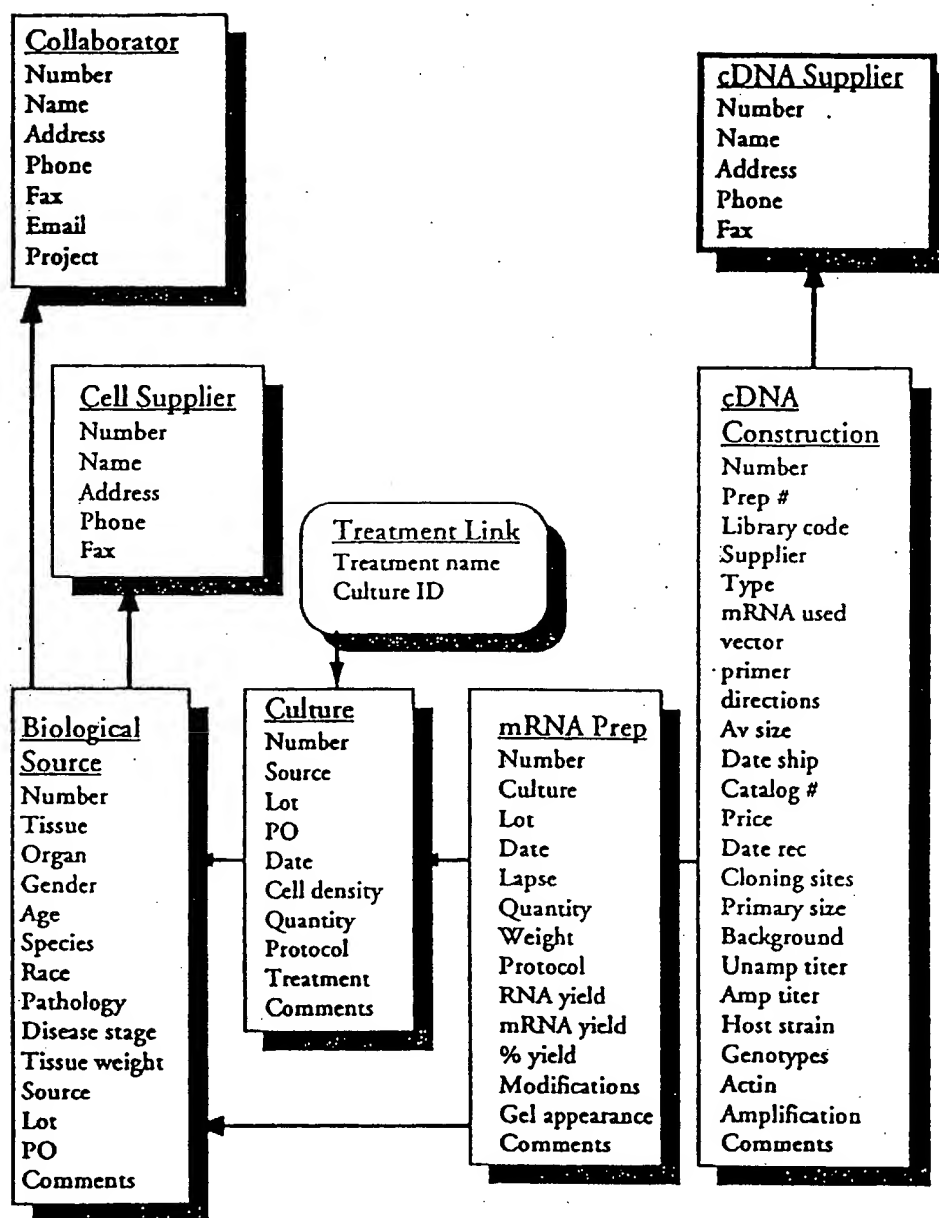 Collaborator
Number
Name
Address
Phone
Fax
Email
Project
cDNA Supplier
Number
Name
Address
Phone
Fax
Cell Supplier
Number
Name
Address
Phone
Fax
Treatment Link
Treatment name
Culture ID
Biological
Source
Number
Tissue
Organ
Gender
Age
Species
Race
Pathology
Disease stage
Tissue weight
Source
Lot
PO
Comments
Culture
Number
Source
Lot
PO
Date
Cell density
Quantity
Protocol
Treatment
Comments
mRNA Prep
Number
Culture
Lot
Date
Lapse
Quantity
Weight
Protocol
RNA yield
mRNA yield
% yield
Modifications
Gel appearance
Comments
cDNA
Construction
Number
Prep #
Library code
Supplier
Type
mRNA used
vector
primer
directions
Av size
Date ship
Catalog #
Price
Date rec
Cloning sites
Primary size
Background
Unamp titer
Amp titer
Host strain
Genotypes
Actin
Amplification
Comments